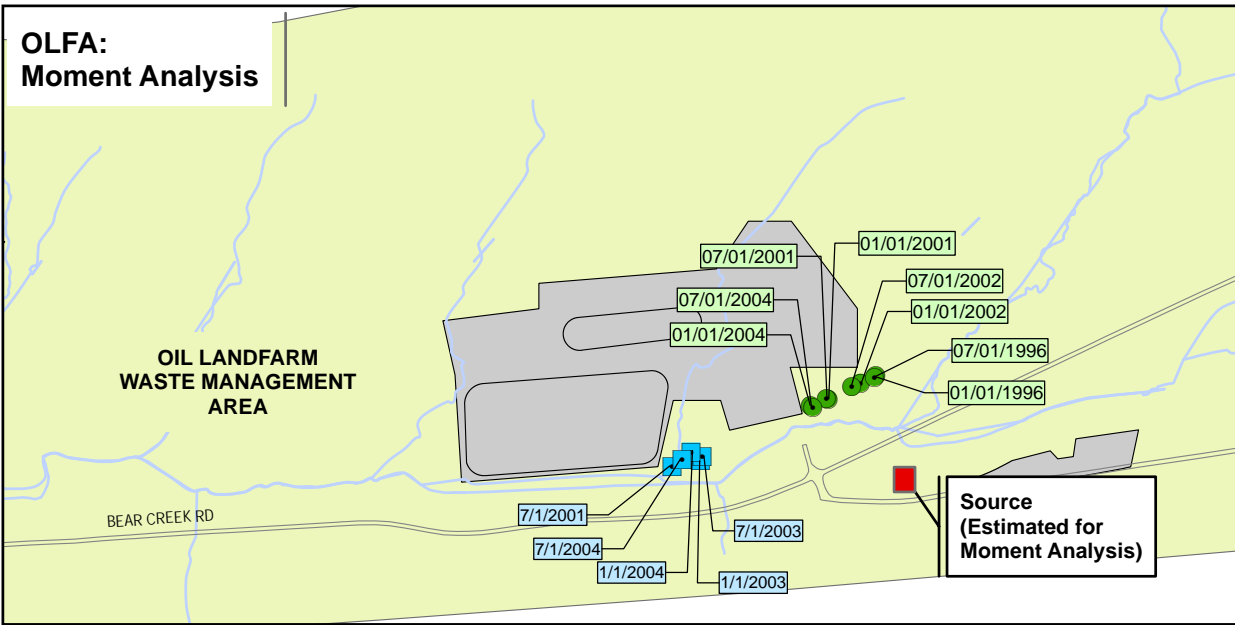 OLFA:
Moment Analysis
07/01/2001
01/01/2001
07/01/2004
07/01/2002
01/01/2004
01/01/2002
07/01/1996
01/01/1996
OIL LANDFARM
WASTE MANAGEMENT
AREA
BEAR CREEK RD
7/1/2001
7/1/2003
7/1/2004
1/1/2004
1/1/2003
Source
(Estimated for
Moment Analysis)